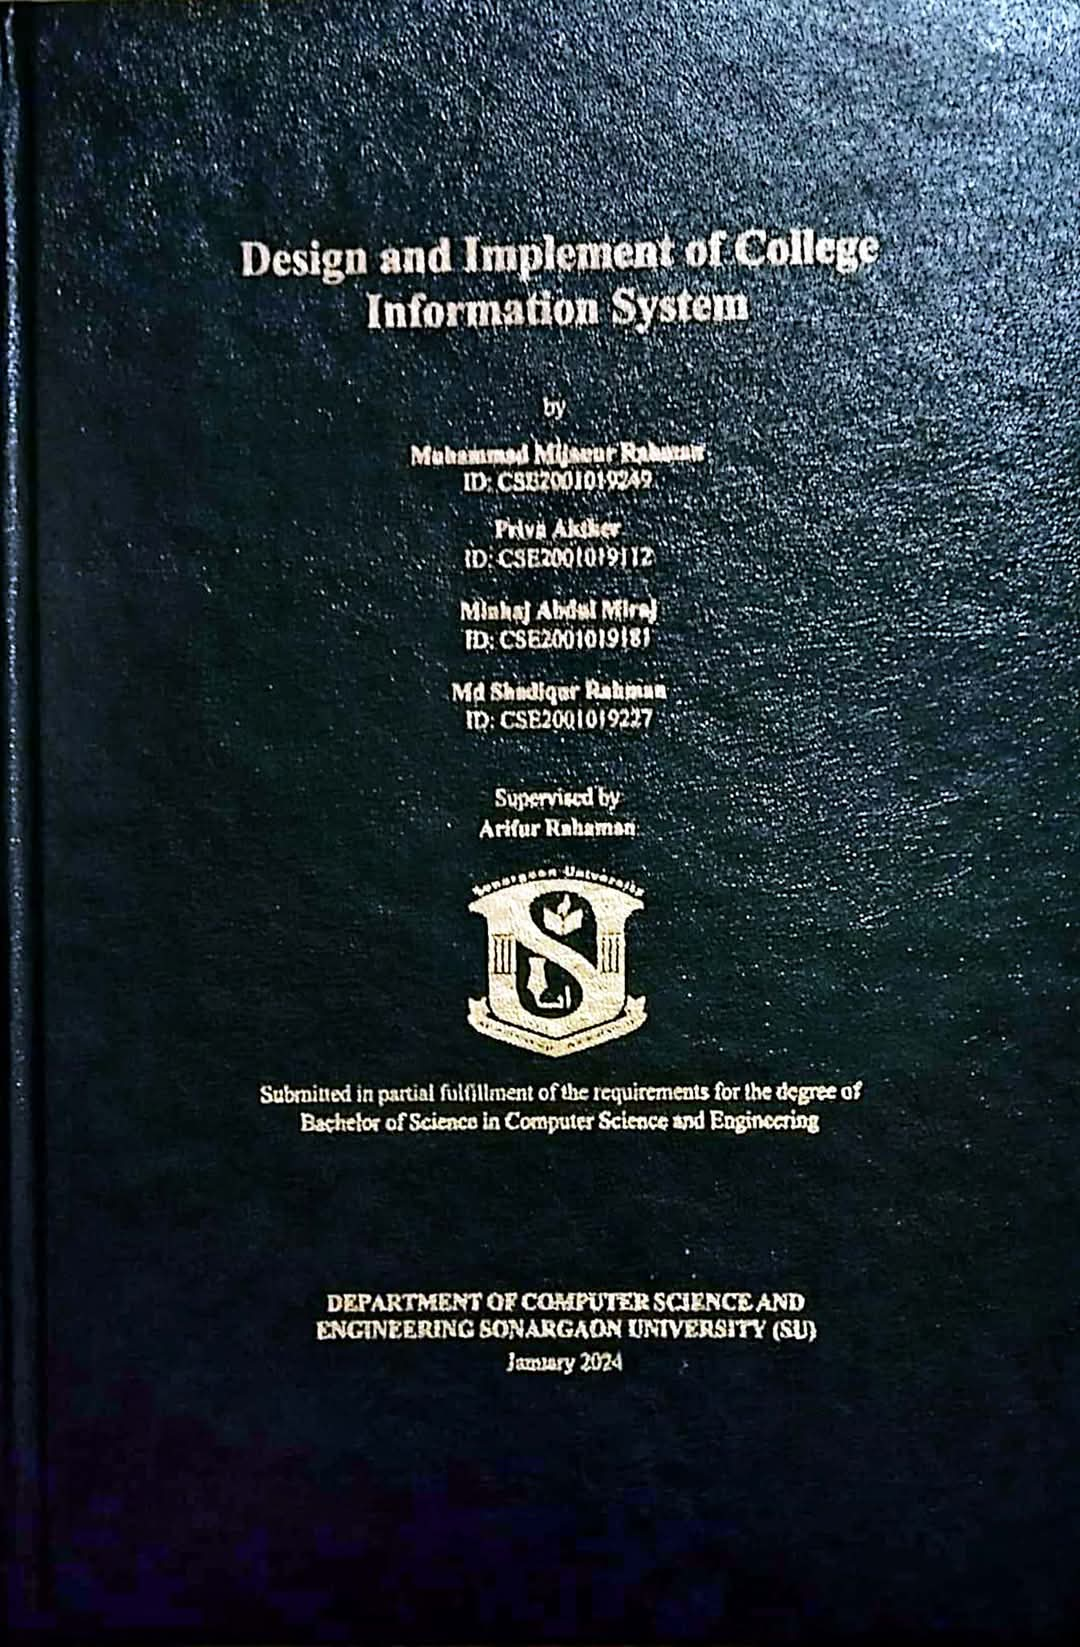 Design and Implement of College
Information System
by
Muhammad Rahman
ID: CSE2001019249
Priya Akther
ID: CSE2001019112
Minhaj Abdul Miraj
ID: CSE2001019181
Md Shadiqur Rahman
ID: CSE2001019227
Supervised by
Arifur Rahaman
Sonargaon University
Submitted in partial fulfillment of the requirements for the degree of
Bachelor of Science in Computer Science and Engineering
DEPARTMENT OF COMPUTER SCIENCE AND
ENGINEERING SONARGAON UNIVERSITY (SU)
January 2024